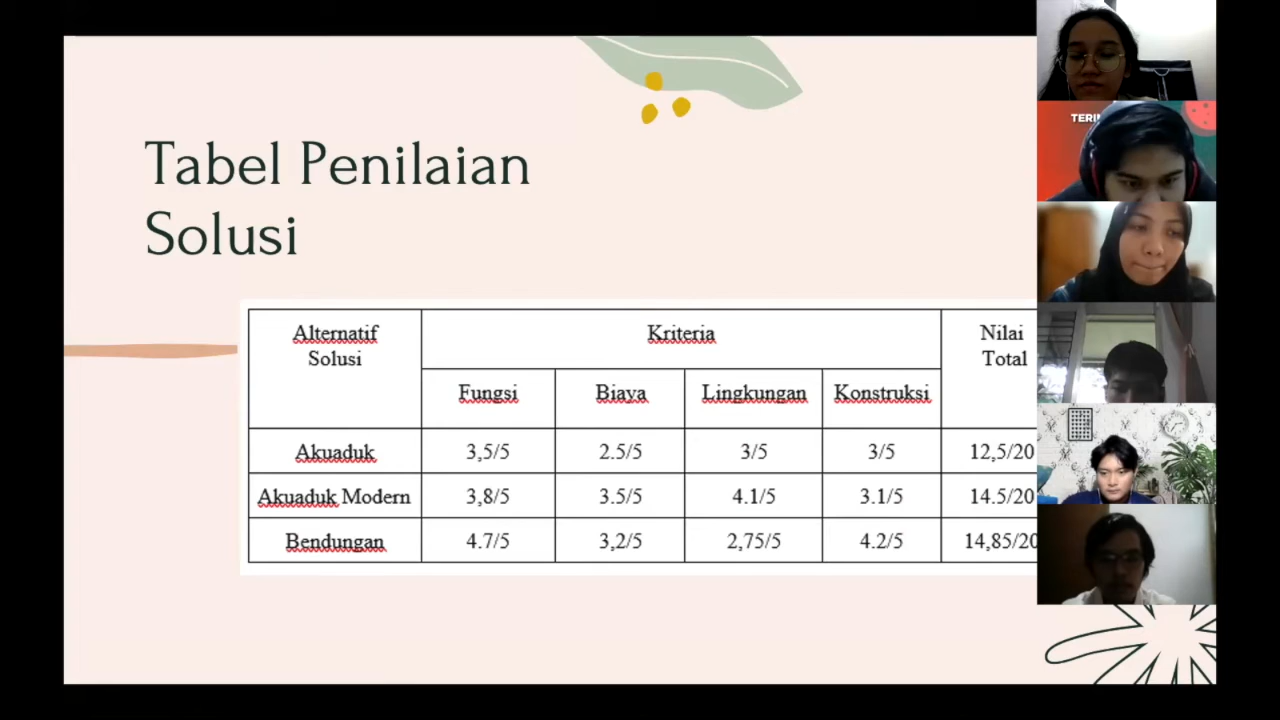 Tabel Penilaian
Solusi
Alternatif
Solusi
Kriteria
Nilai
Total
Fungsi
Biaya
Lingkungan
Konstruksi
Akuaduk
3,5/5
2.5/5
3/5
3/5
12,5/20
Akuaduk Modern
3,8/5
3.5/5
4.1/5
3.1/5
14.5/20
Bendungan
4.7/5
3,2/5
2,75/5
4.2/5
14,85/20